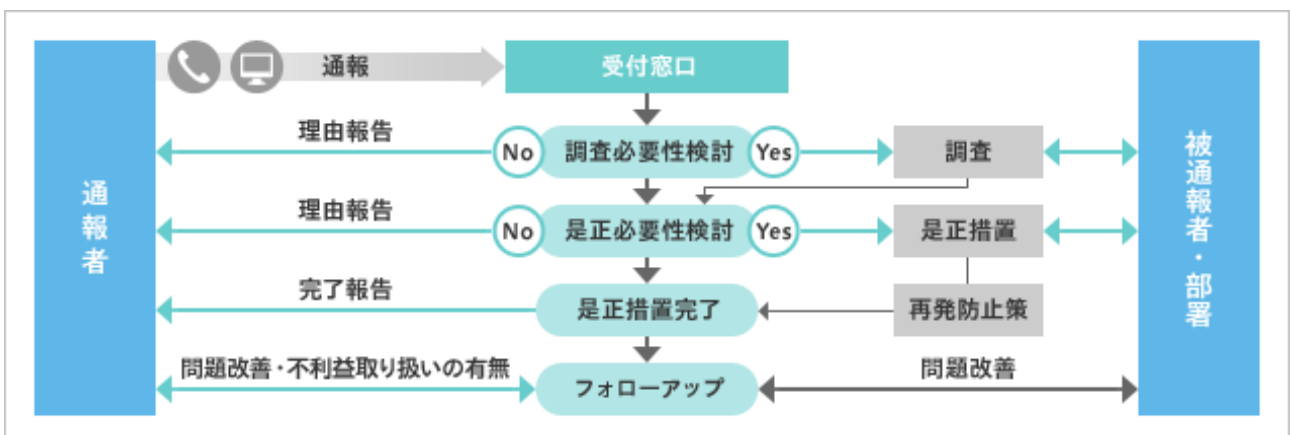 通報者
通報
受付窓口
理由報告
No
調査必要性検討
Yes
調査
理由報告
No
是正必要性検討
Yes
是正措置
完了報告
是正措置完了
再発防止策
問題改善・不利益取り扱いの有無
フォローアップ
問題改善
被通報者・部署